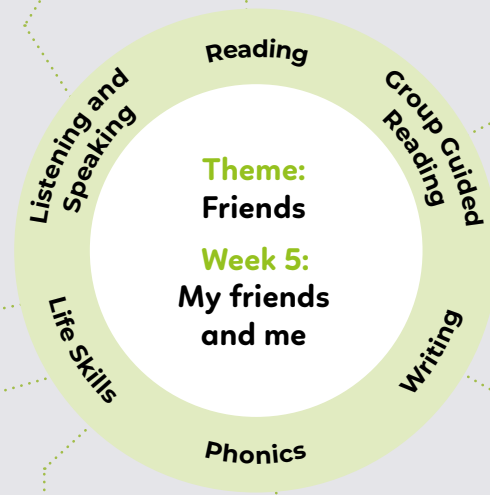 Reading
Group Guided
Reading
Writing
Phonics
Life Skills
Listening and
Speaking
Theme:
Friends
Week 5:
My friends
and me